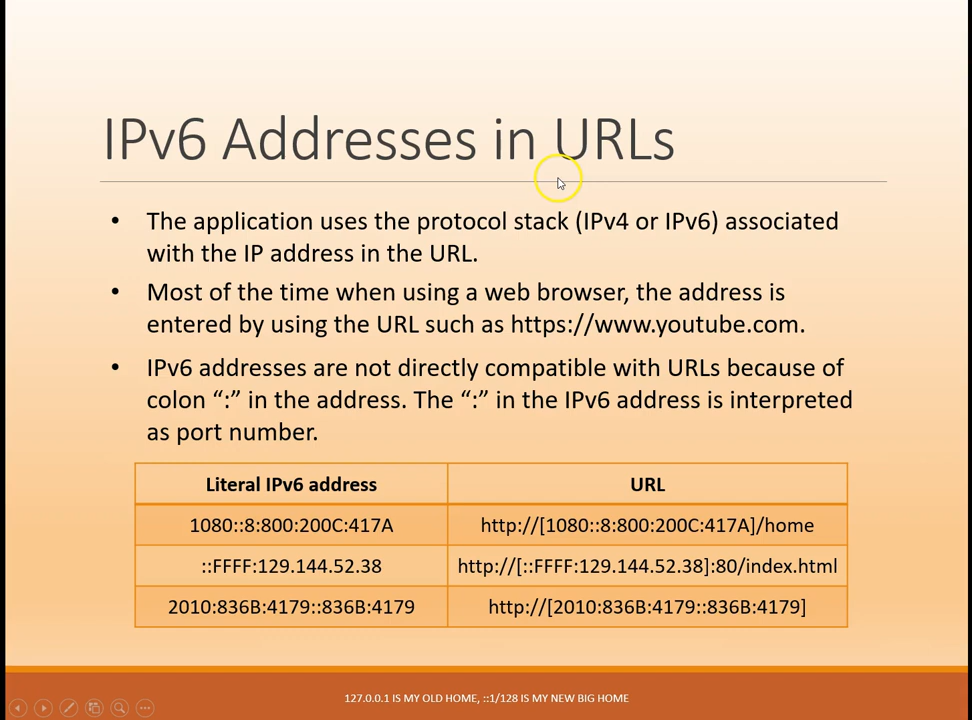 IPv6 Addresses in URLs
• The application uses the protocol stack (IPv4 or IPv6) associated
with the IP address in the URL.
• Most of the time when using a web browser, the address is
entered by using the URL such as https://www.youtube.com.
• IPv6 addresses are not directly compatible with URLs because of
colon “:” in the address. The “:” in the IPv6 address is interpreted
as port number.
Literal IPv6 address URL
1080::8:800:200C:417A http://[1080::8:800:200C:417A]/home
::FFFF:129.144.52.38 http://[::FFFF:129.144.52.38]:80/index.html
2010:836B:4179::836B:4179 http://[2010:836B:4179::836B:4179]
127.0.0.1 IS MY OLD HOME, ::1/128 IS MY NEW BIG HOME